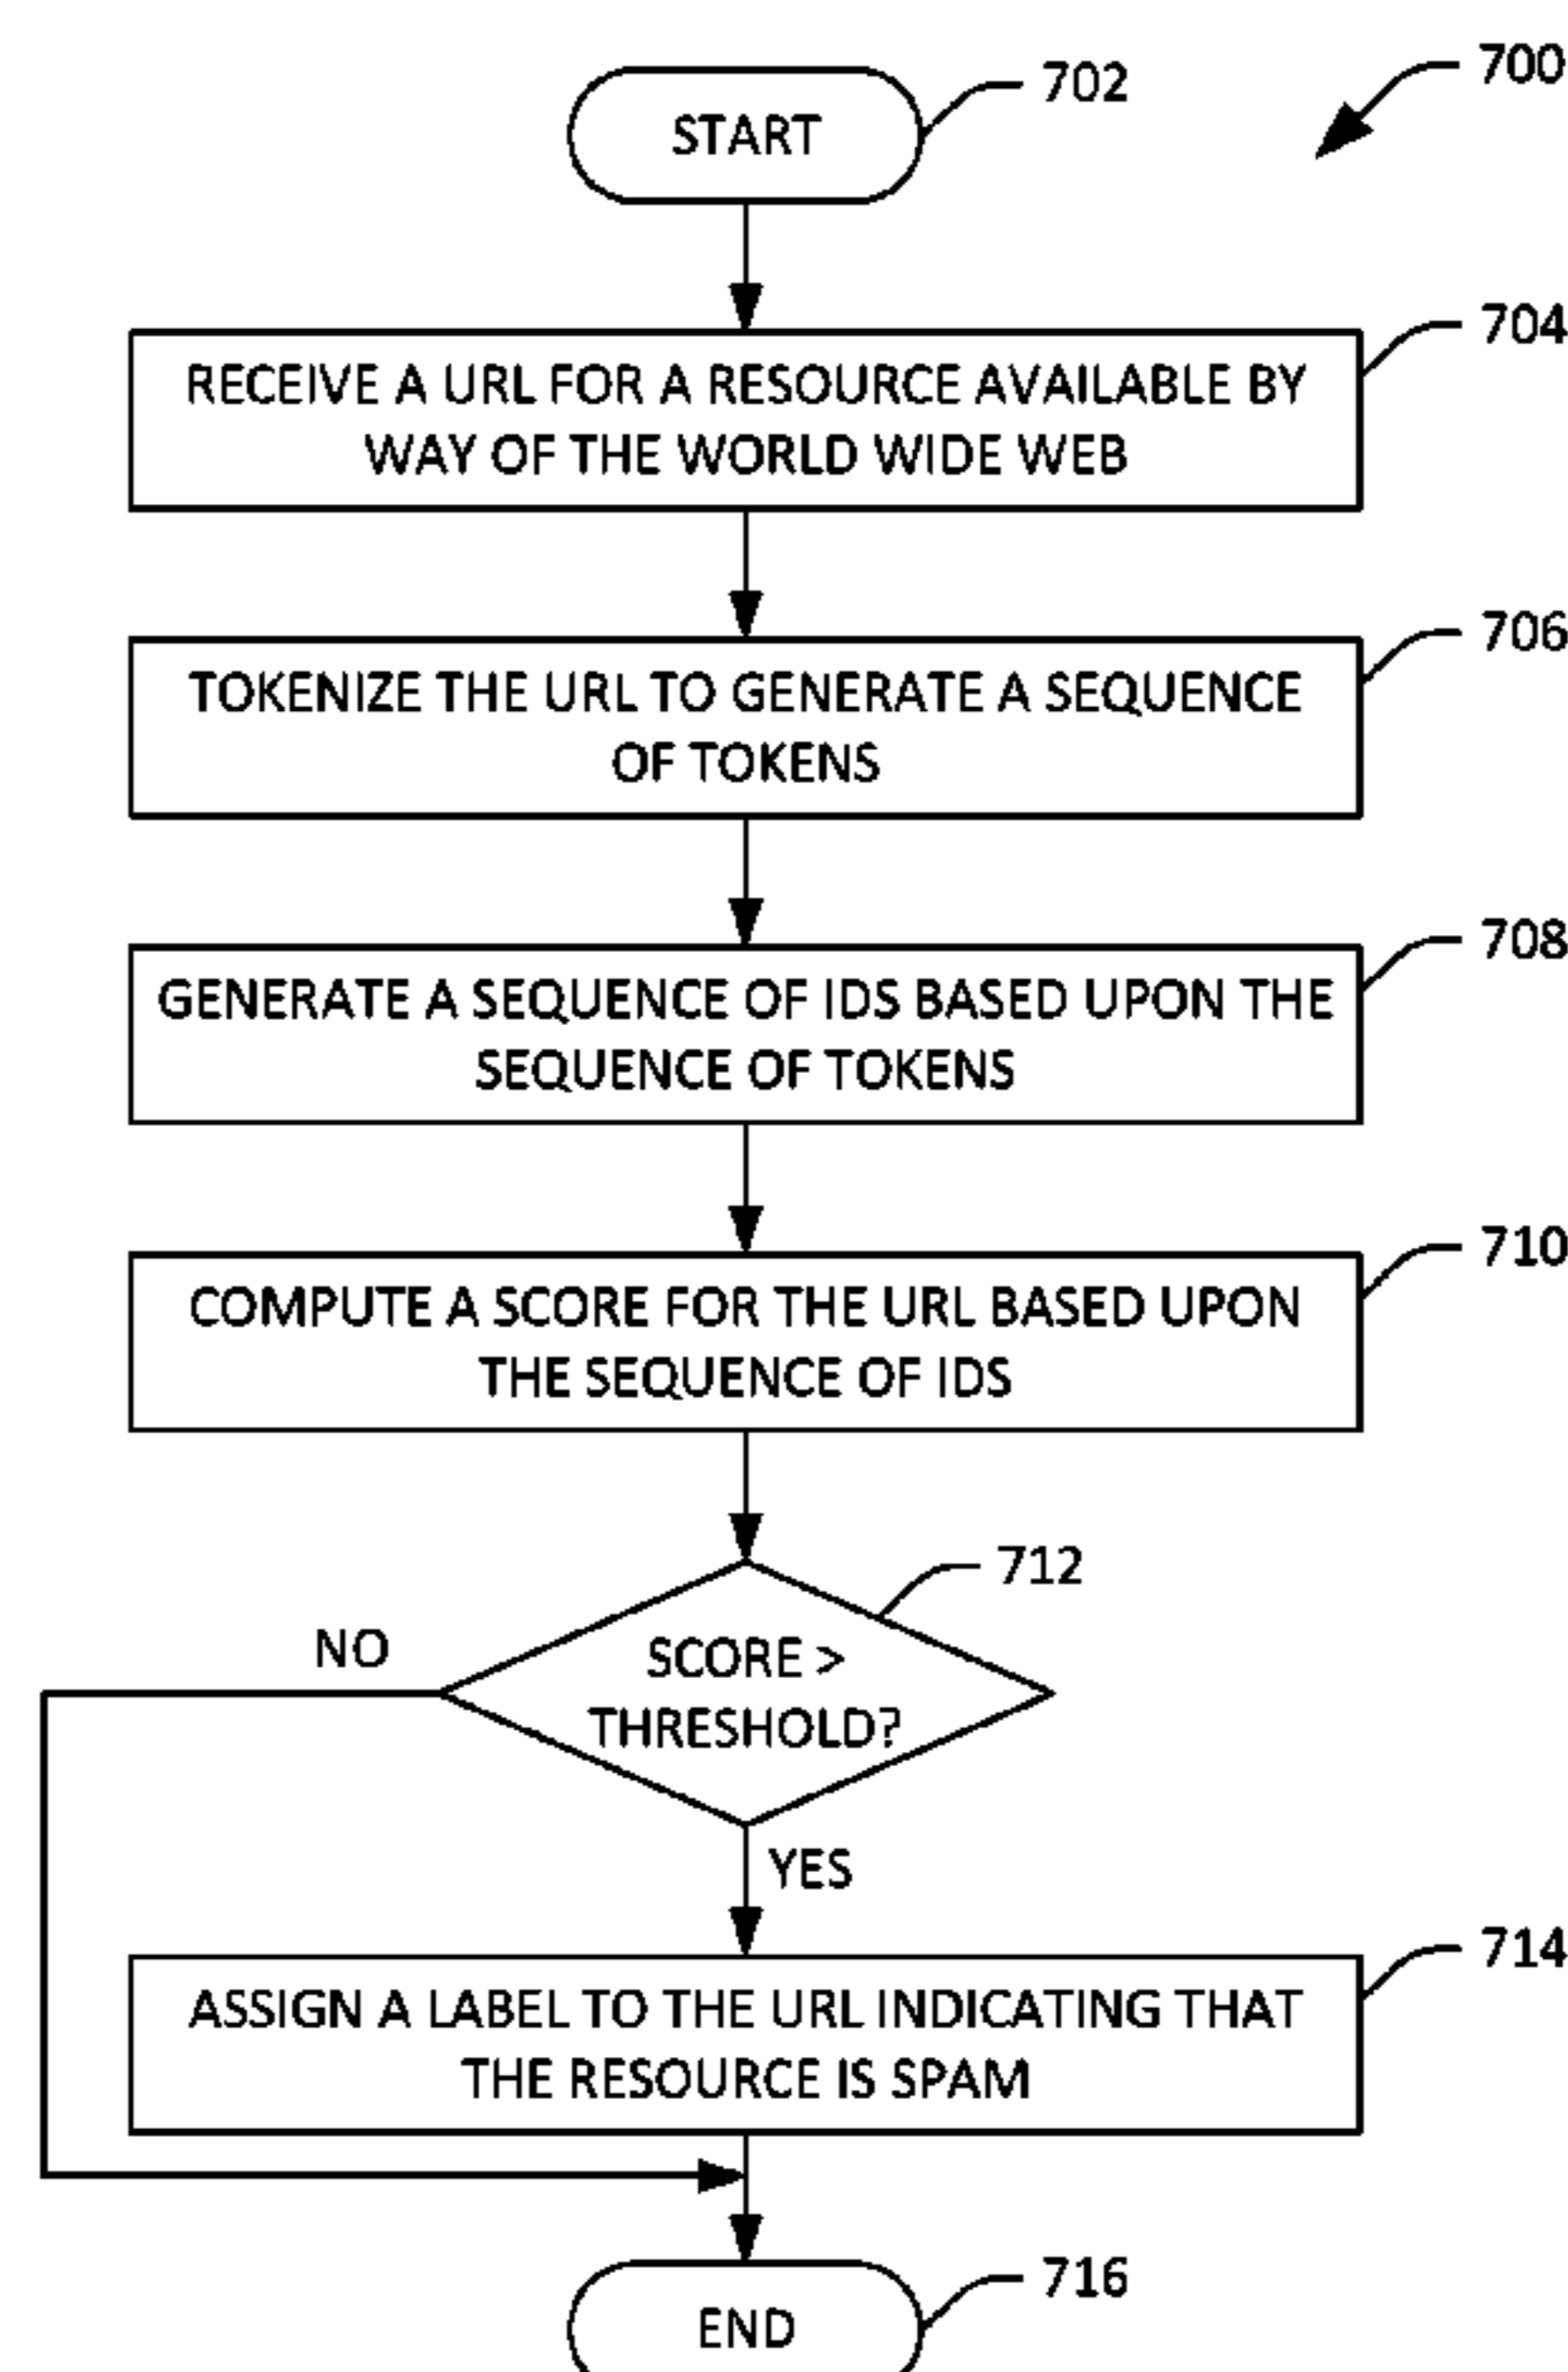 700
702
START
704
RECEIVE A URL FOR A RESOURCE AVAILABLE BY
WAY OF THE WORLD WIDE WEB
706
TOKENIZE THE URL TO GENERATE A SEQUENCE
OF TOKENS
708
GENERATE A SEQUENCE OF IDS BASED UPON THE
SEQUENCE OF TOKENS
710
COMPUTE A SCORE FOR THE URL BASED UPON
THE SEQUENCE OF IDS
712
NO
SCORE >
THRESHOLD?
YES
714
ASSIGN A LABEL TO THE URL INDICATING THAT
THE RESOURCE IS SPAM
716
END